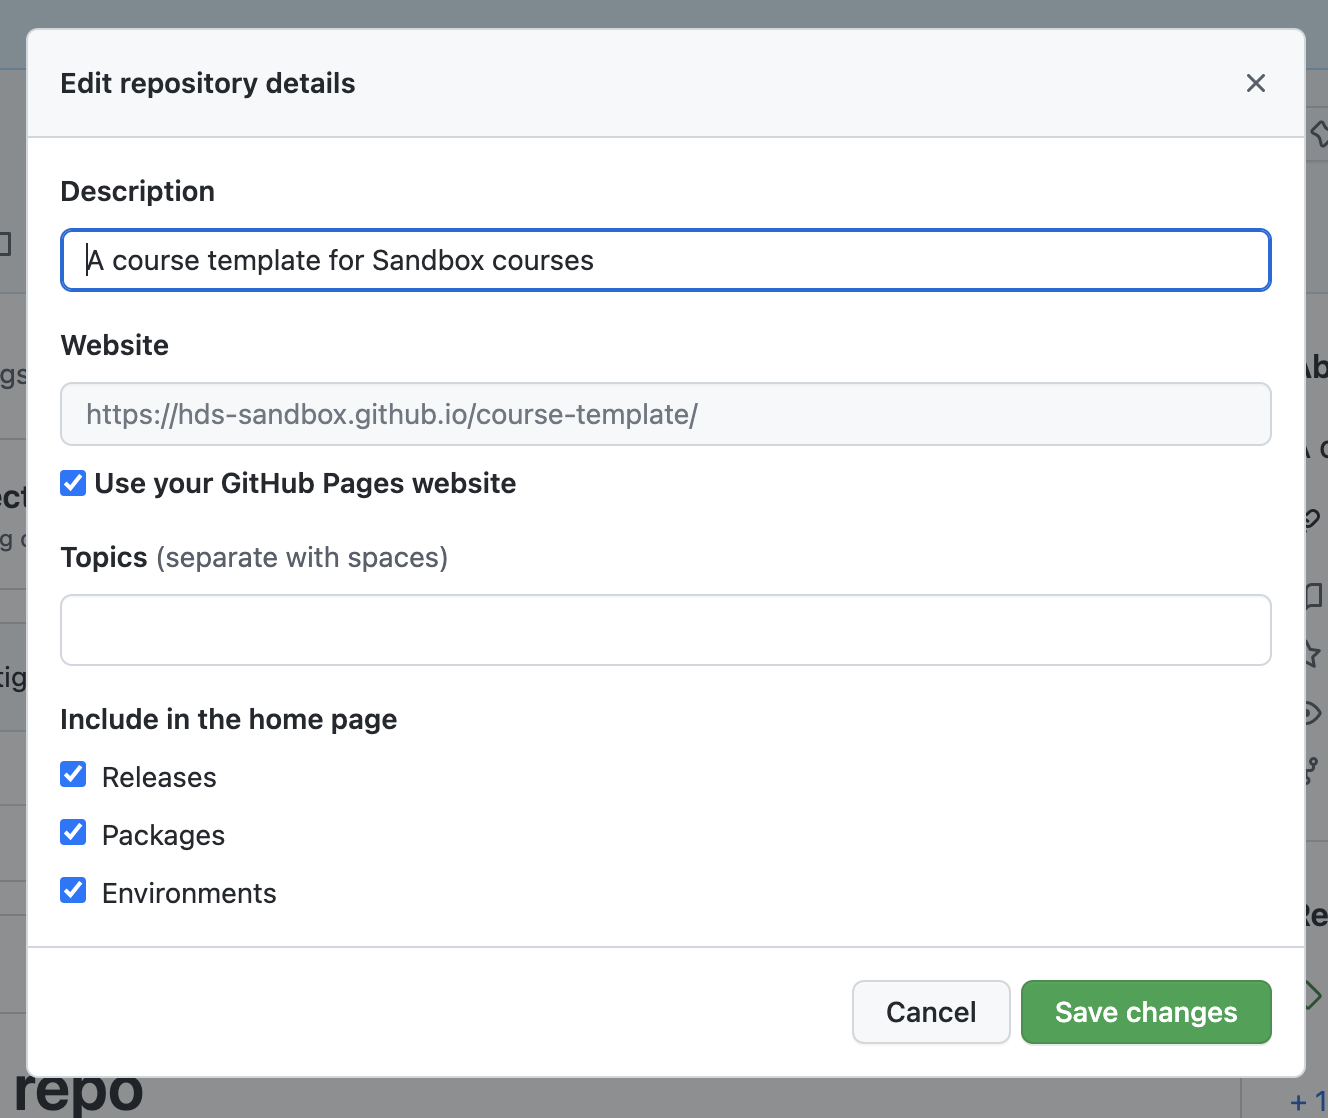 Edit repository details
Description
A course template for Sandbox courses
Website
https://hds-sandbox.github.io/course-template/
Use your GitHub Pages website
Topics (separate with spaces)
Include in the home page
Releases
Packages
Environments
Cancel
Save changes
repo
+ 1